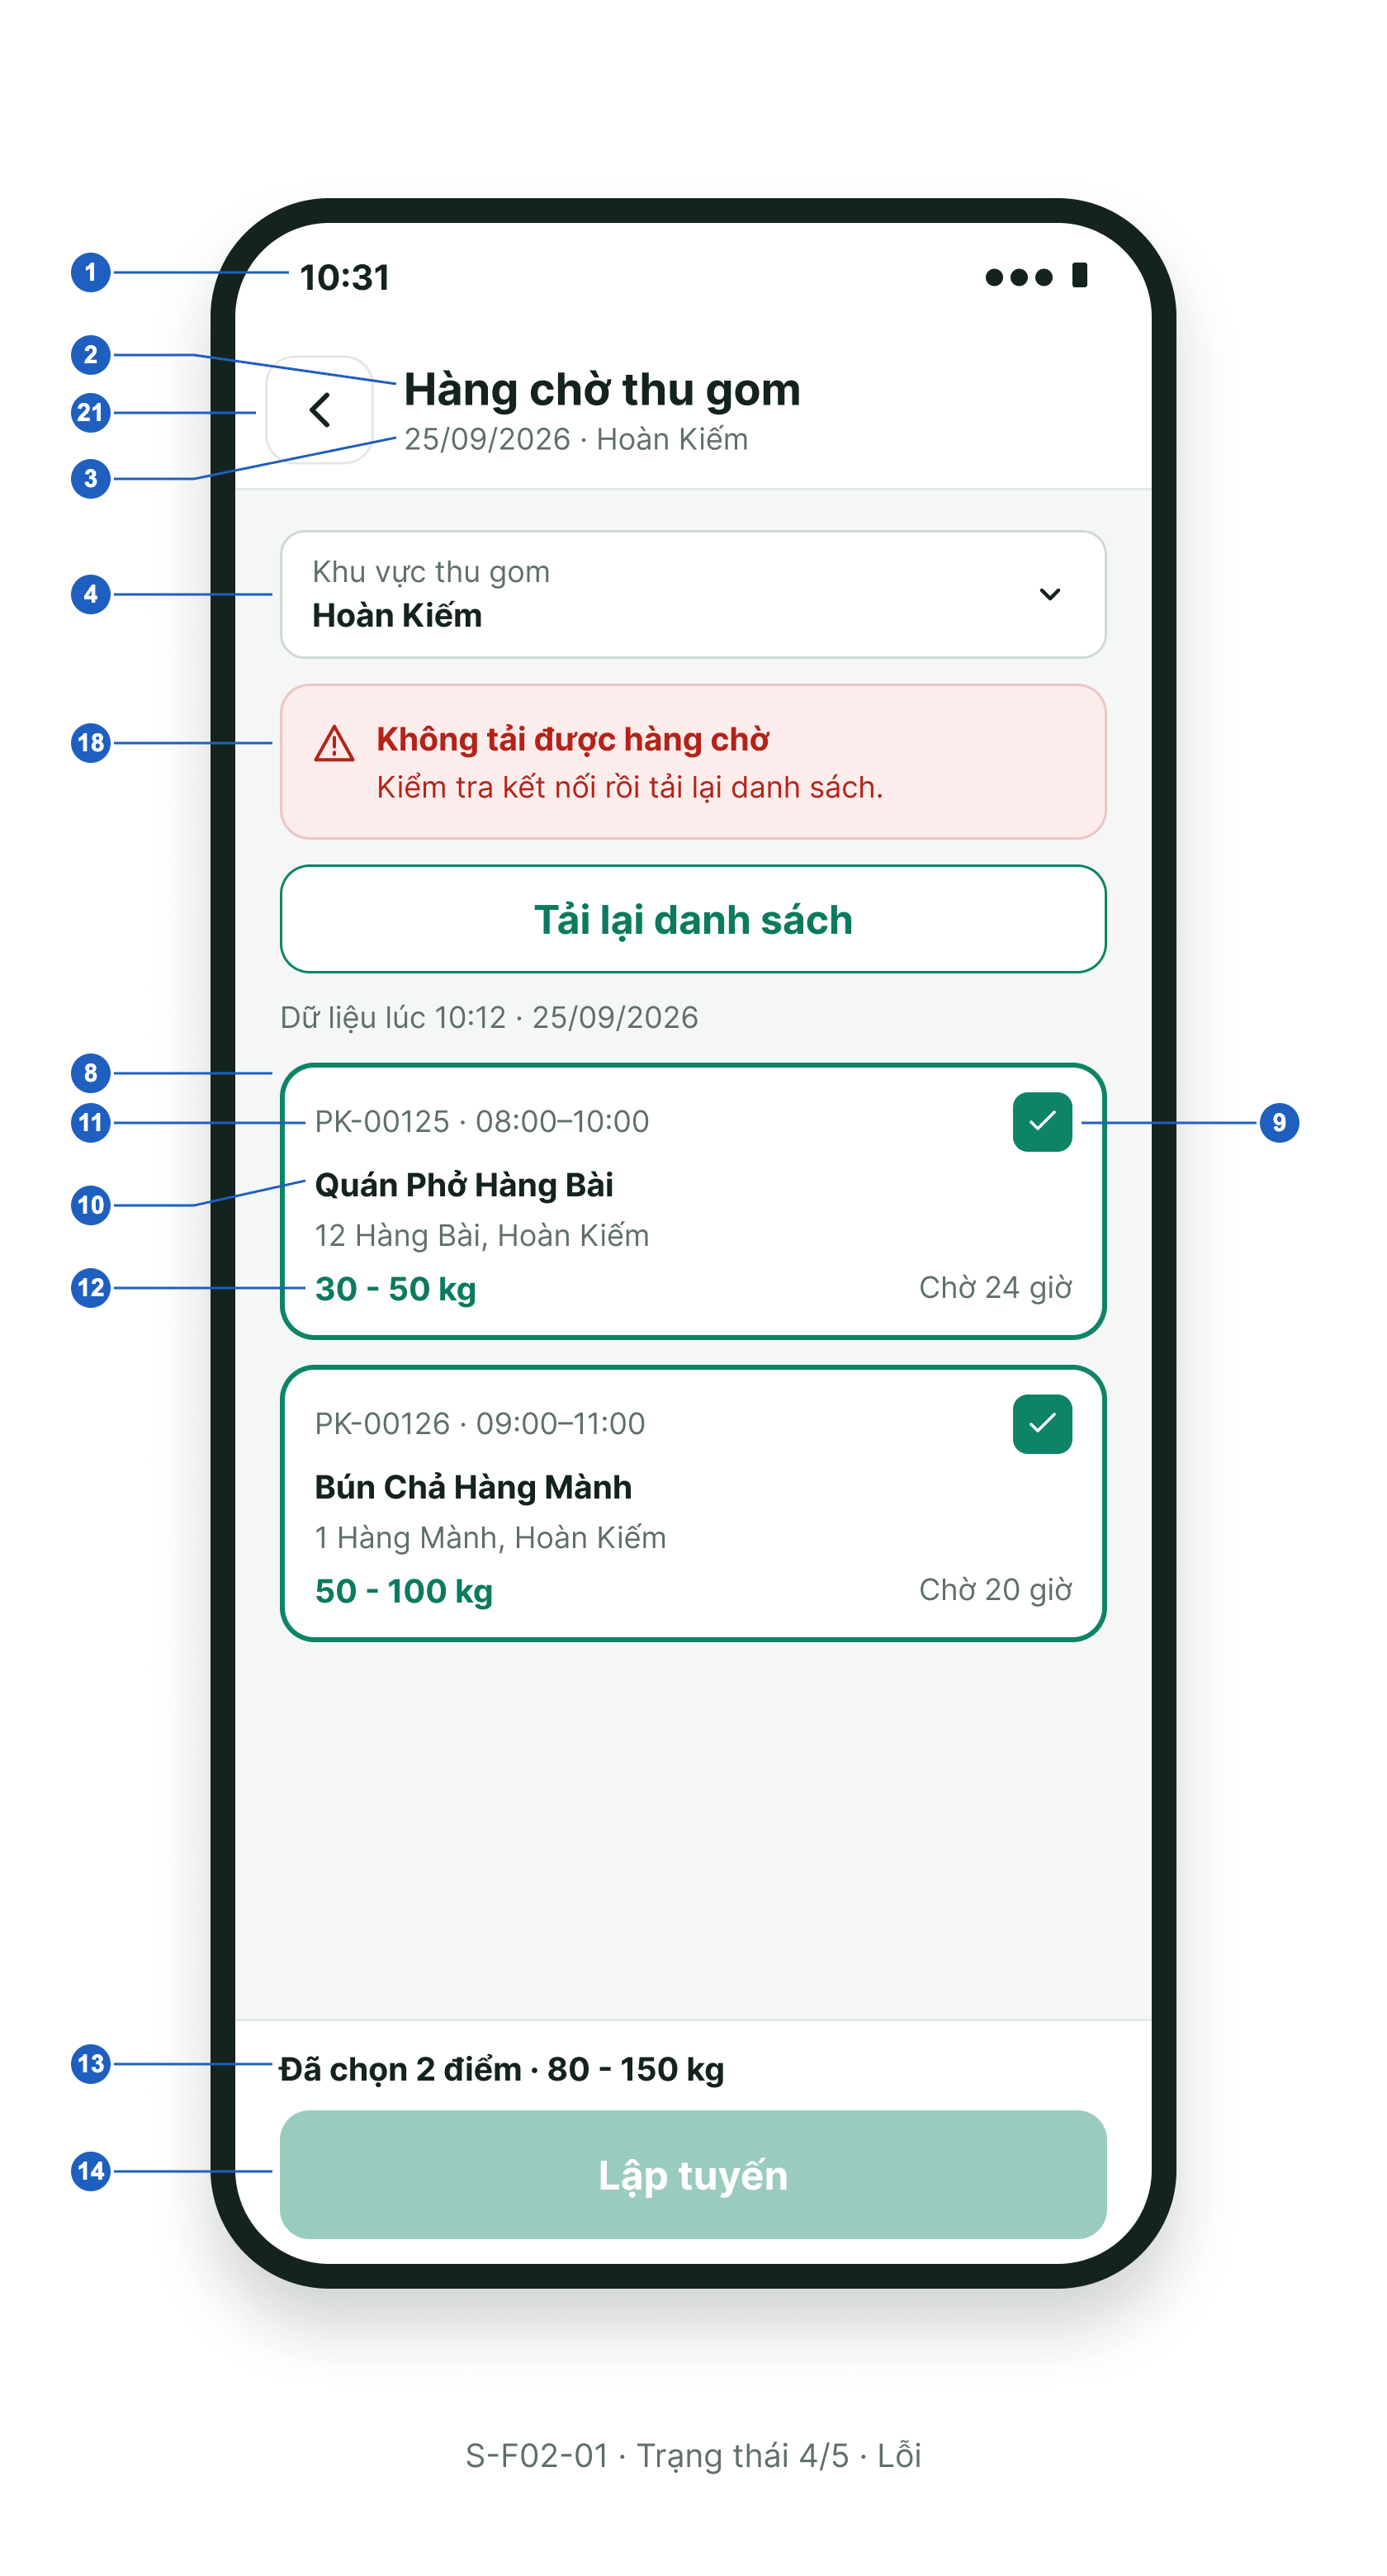 1
10:31
2
Hàng chờ thu gom
21
25/09/2026 · Hoàn Kiếm
3
Khu vực thu gom
4
Hoàn Kiếm
18
Không tải được hàng chờ
Kiểm tra kết nối rồi tải lại danh sách.
Tải lại danh sách
Dữ liệu lúc 10:12 · 25/09/2026
8
11
PK-00125 · 08:00–10:00
9
10
Quán Phở Hàng Bài
12 Hàng Bài, Hoàn Kiếm
12
30 - 50 kg
Chờ 24 giờ
PK-00126 · 09:00–11:00
Bún Chả Hàng Mành
1 Hàng Mành, Hoàn Kiếm
50 - 100 kg
Chờ 20 giờ
13
Đã chọn 2 điểm · 80 - 150 kg
14
Lập tuyến
S-F02-01 · Trạng thái 4/5 · Lỗi